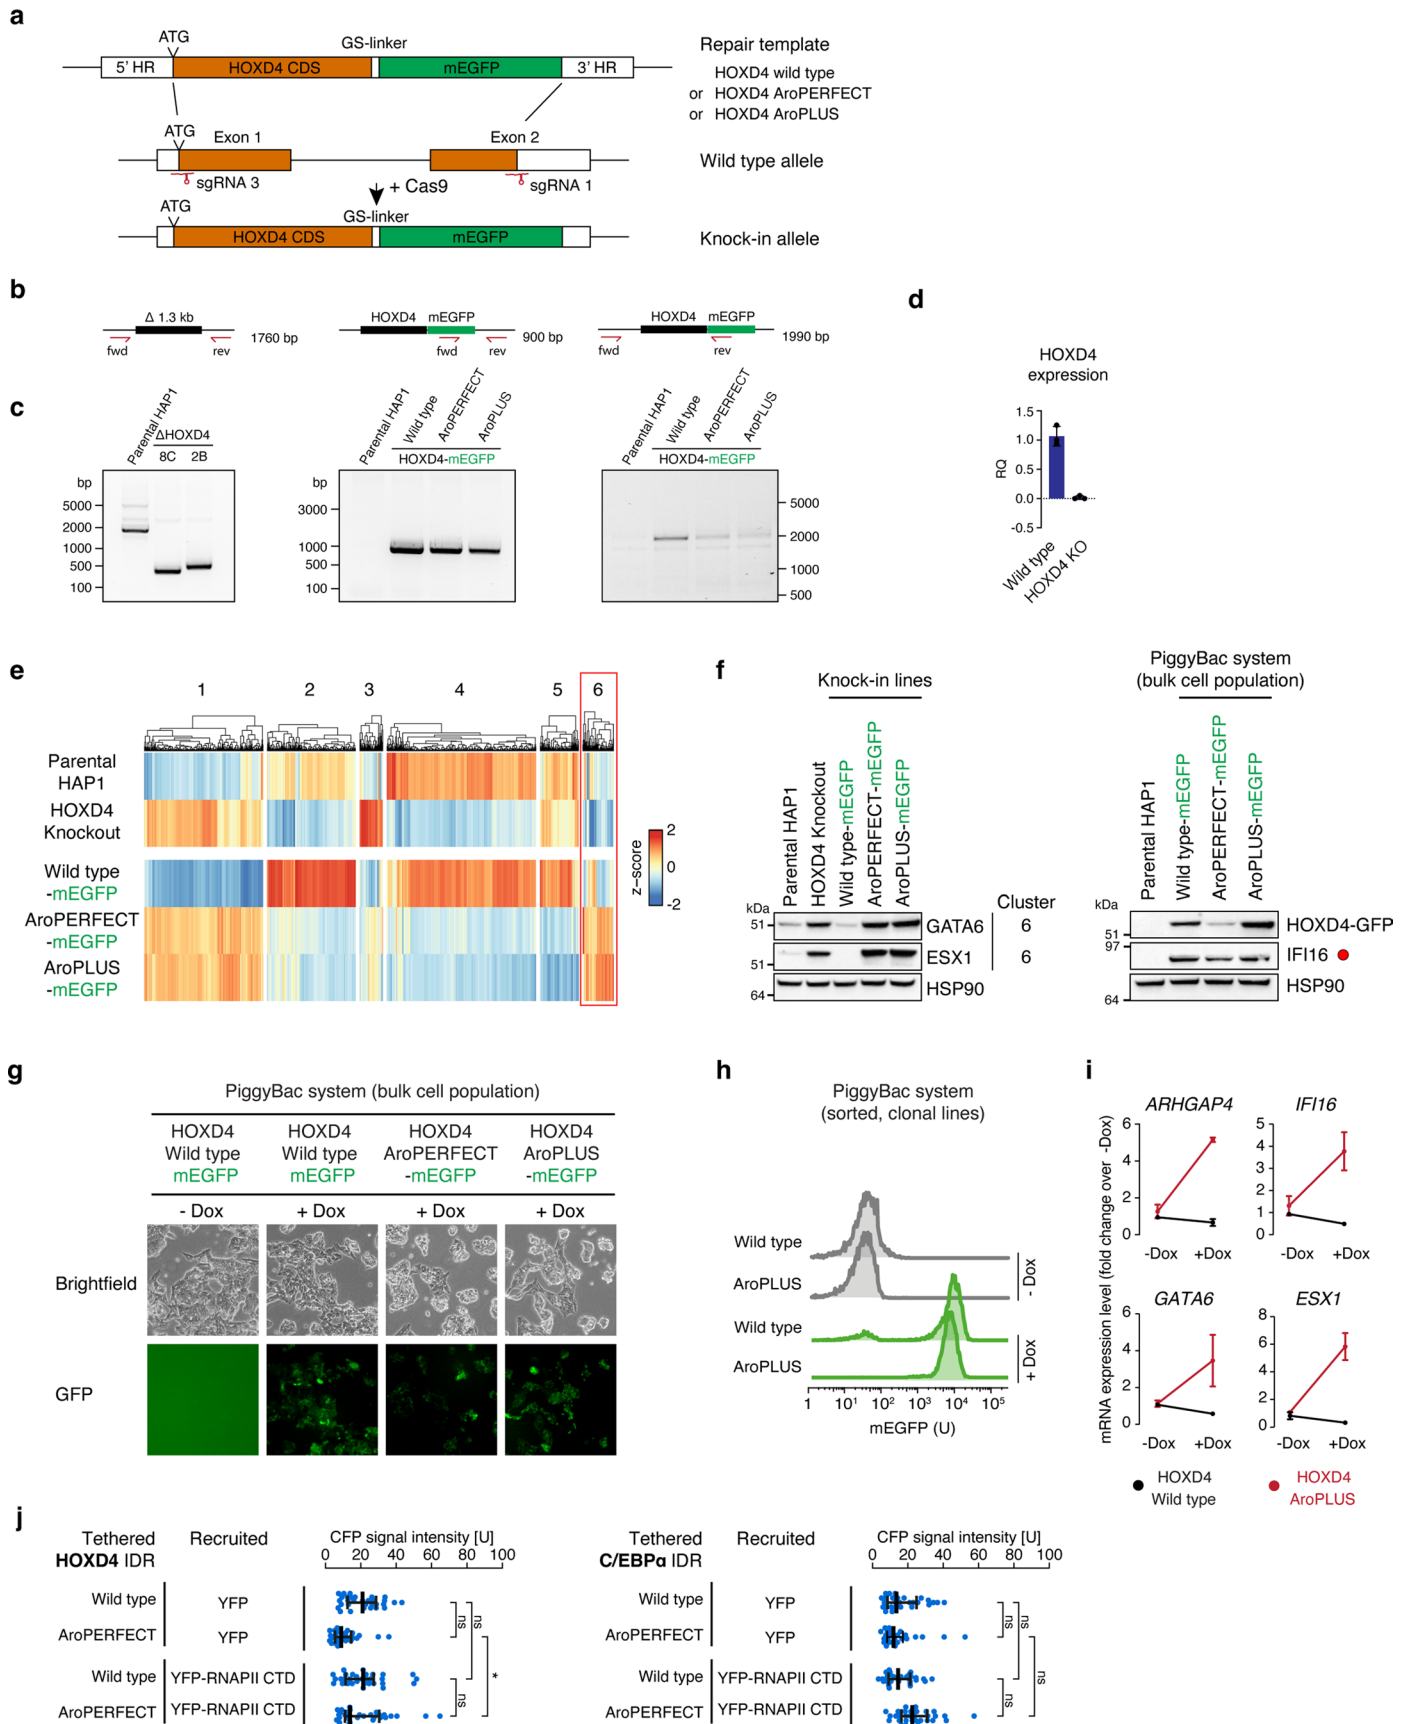 a
ATG
GS-linker
5' HR
HOXD4 CDS
mEGFP
3' HR
Repair template
HOXD4 wild type
or HOXD4 AroPERFECT
or HOXD4 AroPLUS
ATG
Exon 1
Exon 2
Wild type allele
sgRNA 3
sgRNA 1
+ Cas9
ATG
GS-linker
HOXD4 CDS
mEGFP
Knock-in allele
b
Δ 1.3 kb
fwd
rev
1760 bp
HOXD4
mEGFP
fwd
rev
900 bp
HOXD4
mEGFP
fwd
rev
1990 bp
c
Parental HAP1
ΔHOXD4
8C
2B
bp
5000
2000
1000
500
100
Parental HAP1
Wild type
AroPERFECT
AroPLUS
HOXD4-mEGFP
bp
3000
1000
500
100
Parental HAP1
Wild type
AroPERFECT
AroPLUS
HOXD4-mEGFP
5000
2000
1000
500
d
HOXD4
expression
RQ
1.5
1.0
0.5
0.0
-0.5
Wild type
HOXD4 KO
e
1
2
3
4
5
6
Parental
HAP1
HOXD4
Knockout
Wild type
-mEGFP
AroPERFECT
-mEGFP
AroPLUS
-mEGFP
z-score
2
0
-2
f
Knock-in lines
Parental HAP1
HOXD4 Knockout
Wild type-mEGFP
AroPERFECT-mEGFP
AroPLUS-mEGFP
kDa
51
51
64
GATA6
ESX1
HSP90
Cluster
6
6
PiggyBac system
(bulk cell population)
Parental HAP1
Wild type-mEGFP
AroPERFECT-mEGFP
AroPLUS-mEGFP
kDa
51
97
64
HOXD4-GFP
IFI16
HSP90
g
PiggyBac system (bulk cell population)
HOXD4
Wild type
mEGFP
HOXD4
Wild type
mEGFP
HOXD4
AroPERFECT
-mEGFP
HOXD4
AroPLUS
-mEGFP
- Dox
+ Dox
+ Dox
+ Dox
Brightfield
GFP
h
PiggyBac system
(sorted, clonal lines)
Wild type
AroPLUS
- Dox
Wild type
AroPLUS
+ Dox
1 10¹ 10² 10³ 10⁴ 10⁵
mEGFP (U)
i
mRNA expression level (fold change over -Dox)
ARHGAP4
6
4
2
0
-Dox +Dox
IFI16
5
4
3
2
1
0
-Dox +Dox
GATA6
6
4
2
0
-Dox +Dox
ESX1
8
6
4
2
0
-Dox +Dox
HOXD4
Wild type
HOXD4
AroPLUS
j
Tethered
HOXD4 IDR
Recruited
CFP signal intensity [U]
0 20 40 60 80 100
Wild type YFP
AroPERFECT YFP
Wild type YFP-RNAPII CTD
AroPERFECT YFP-RNAPII CTD
ns
ns
ns
*
Tethered
C/EBPα IDR
Recruited
CFP signal intensity [U]
0 20 40 60 80 100
Wild type YFP
AroPERFECT YFP
Wild type YFP-RNAPII CTD
AroPERFECT YFP-RNAPII CTD
ns
ns
ns
ns